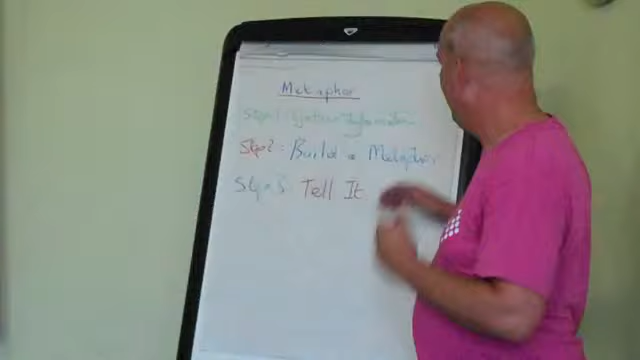 Metaphor
Step 1: Gather Information
Step 2: Build a Metaphor
Step 3 Tell It